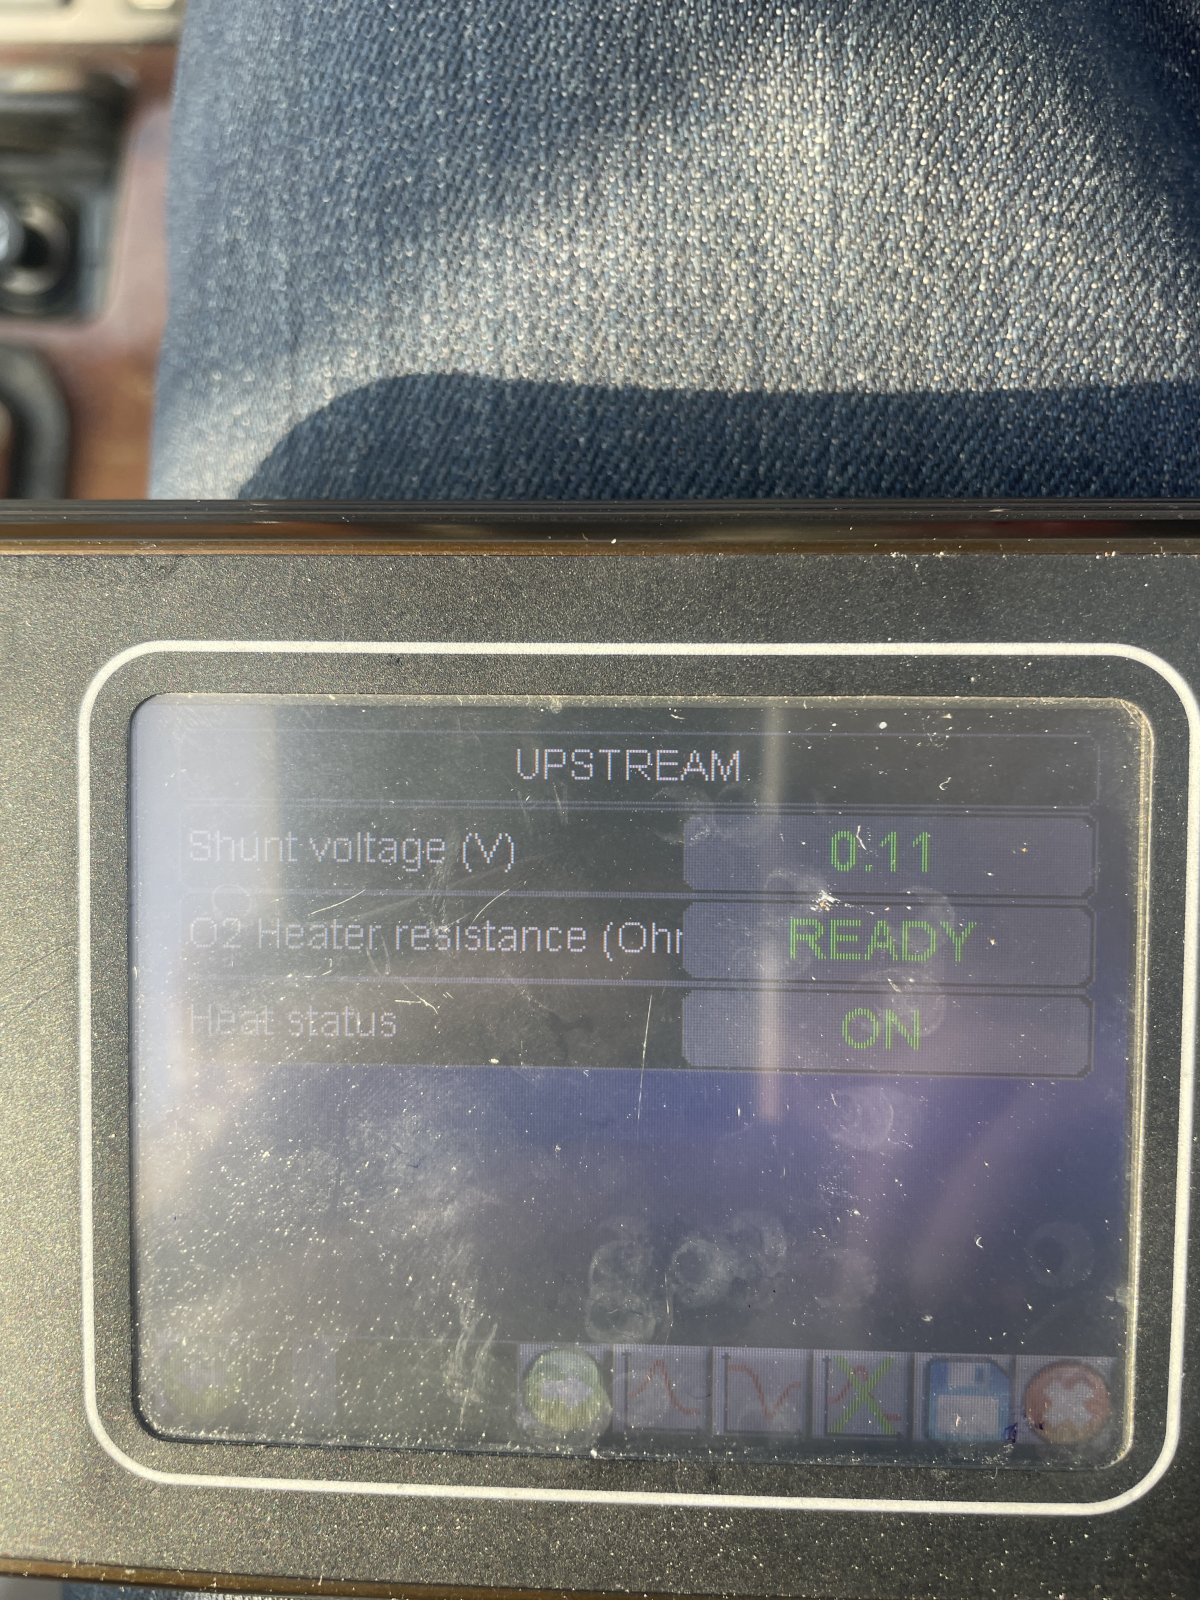 UPSTREAM
Shunt voltage (V) 0.11
O2 Heater resistance (Ohr READY
Heat status ON